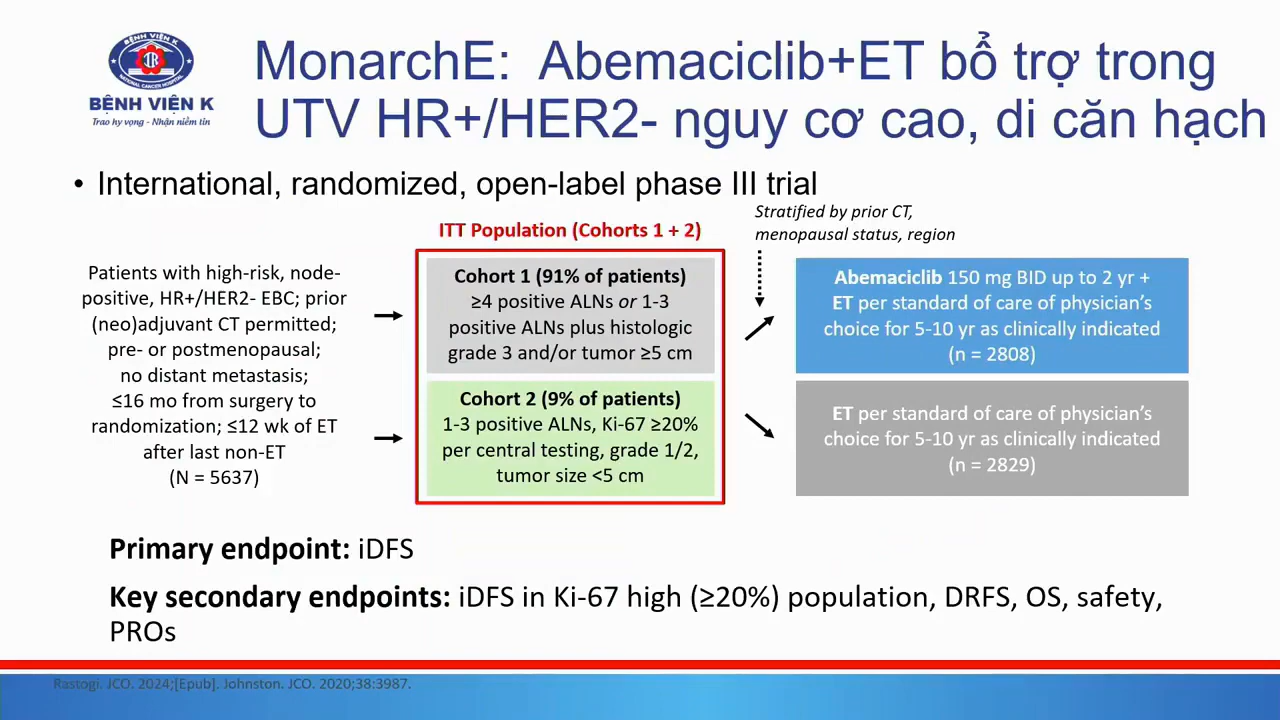 BỆNH VIỆN K
NATIONAL CANCER HOSPITAL
BỆNH VIỆN K
Trao hy vọng - Nhận niềm tin
MonarchE: Abemaciclib+ET bổ trợ trong
UTV HR+/HER2- nguy cơ cao, di căn hạch
• International, randomized, open-label phase III trial
Stratified by prior CT,
menopausal status, region
ITT Population (Cohorts 1 + 2)
Patients with high-risk, node-
positive, HR+/HER2- EBC; prior
(neo)adjuvant CT permitted;
pre- or postmenopausal;
no distant metastasis;
≤16 mo from surgery to
randomization; ≤12 wk of ET
after last non-ET
(N = 5637)
Cohort 1 (91% of patients)
≥4 positive ALNs or 1-3
positive ALNs plus histologic
grade 3 and/or tumor ≥5 cm
Cohort 2 (9% of patients)
1-3 positive ALNs, Ki-67 ≥20%
per central testing, grade 1/2,
tumor size <5 cm
Abemaciclib 150 mg BID up to 2 yr +
ET per standard of care of physician's
choice for 5-10 yr as clinically indicated
(n = 2808)
ET per standard of care of physician's
choice for 5-10 yr as clinically indicated
(n = 2829)
Primary endpoint: iDFS
Key secondary endpoints: iDFS in Ki-67 high (≥20%) population, DRFS, OS, safety,
PROs
Rastogi. JCO. 2024;[Epub]. Johnston. JCO. 2020;38:3987.